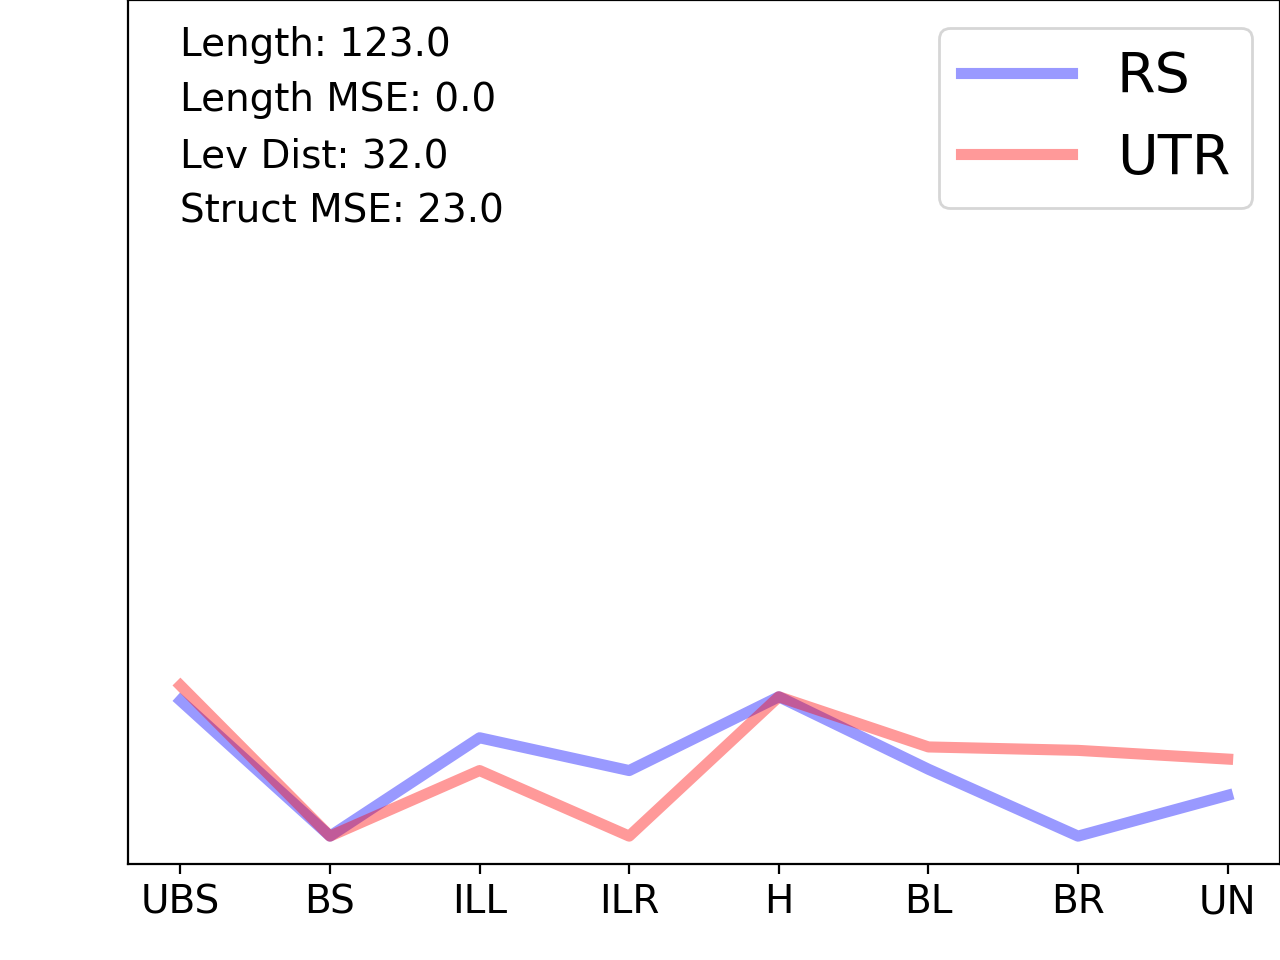 Length: 123.0
Length MSE: 0.0
Lev Dist: 32.0
Struct MSE: 23.0
RS
UTR
UBS BS ILL ILR H BL BR UN